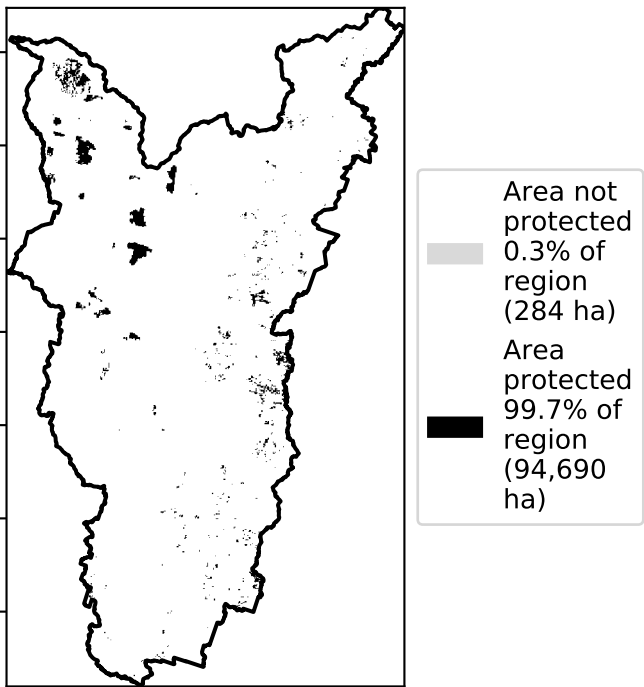 Area not
protected
0.3% of
region
(284 ha)
Area
protected
99.7% of
region
(94,690
ha)